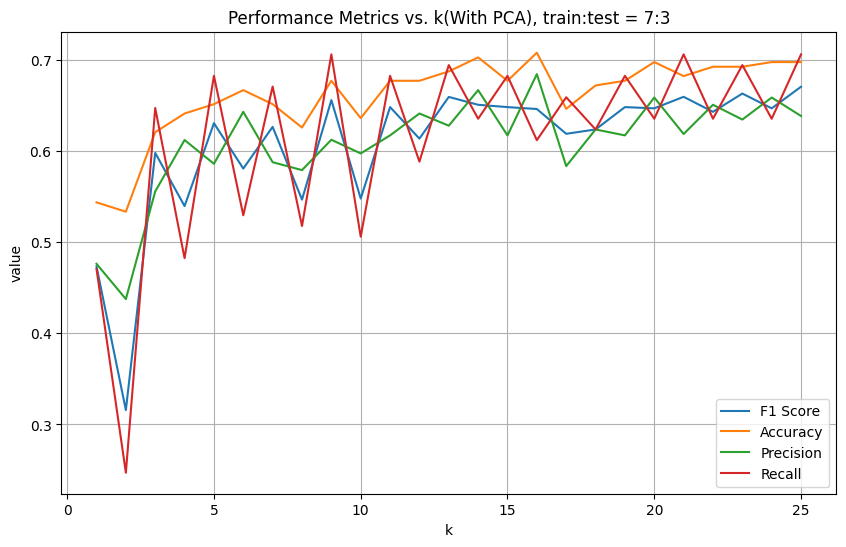 Performance Metrics vs. k(With PCA), train:test = 7:3
0.7
0.6
0.5
0.4
0.3
value
0
5
10
15
20
25
k
F1 Score
Accuracy
Precision
Recall